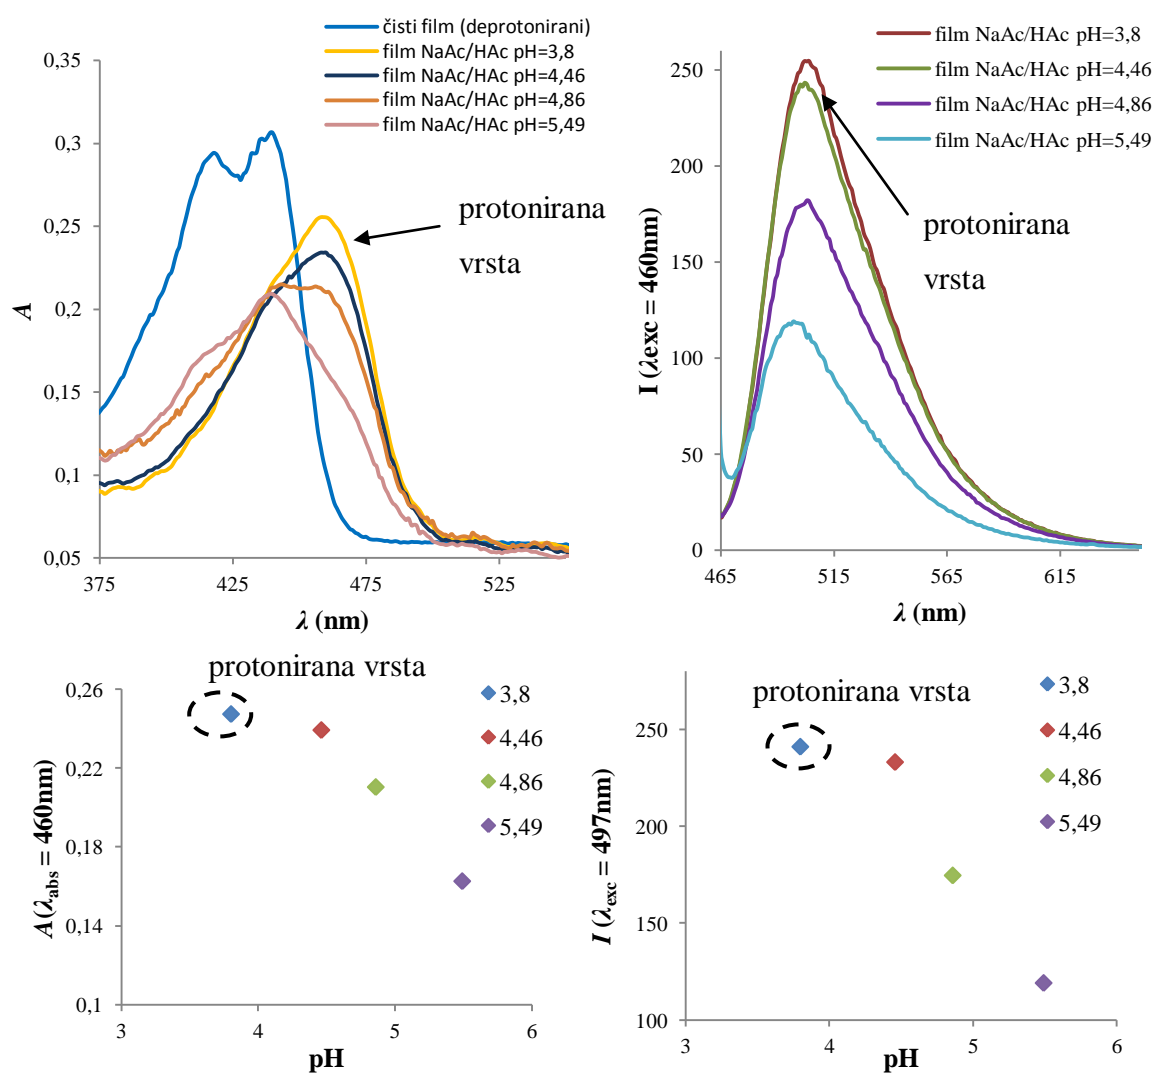 čisti film (deprotonirani)
film NaAc/HAc pH=3,8
film NaAc/HAc pH=4,46
film NaAc/HAc pH=4,86
film NaAc/HAc pH=5,49
0,35
0,3
0,25
0,2
0,15
0,1
0,05
A
375
425
475
525
λ (nm)
protonirana
vrsta
film NaAc/HAc pH=3,8
film NaAc/HAc pH=4,46
film NaAc/HAc pH=4,86
film NaAc/HAc pH=5,49
250
200
150
100
50
0
I (λexc = 460nm)
465
515
565
615
λ (nm)
protonirana
vrsta
protonirana vrsta
0,26
0,22
0,18
0,14
0,1
A(λabs = 460nm)
3
4
5
6
pH
3,8
4,46
4,86
5,49
protonirana vrsta
250
200
150
100
I (λexc = 497nm)
3
4
5
6
pH
3,8
4,46
4,86
5,49